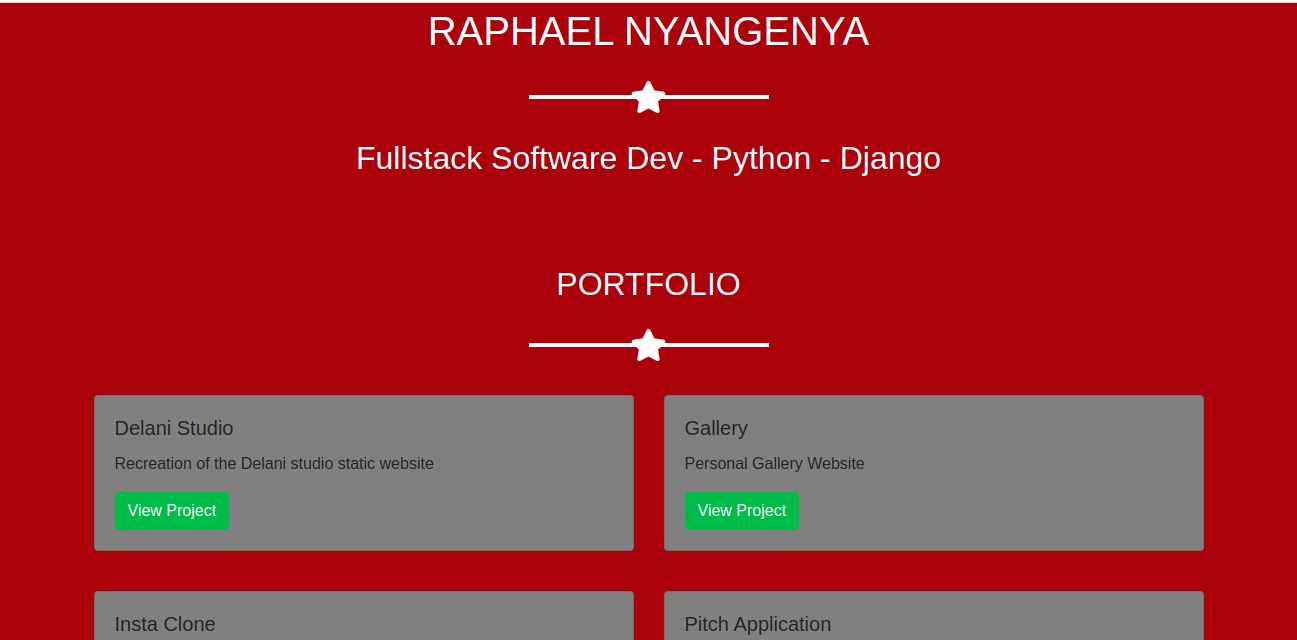 RAPHAEL NYANGENYA
Fullstack Software Dev - Python - Django
PORTFOLIO
Delani Studio
Recreation of the Delani studio static website
View Project
Gallery
Personal Gallery Website
View Project
Insta Clone
Pitch Application